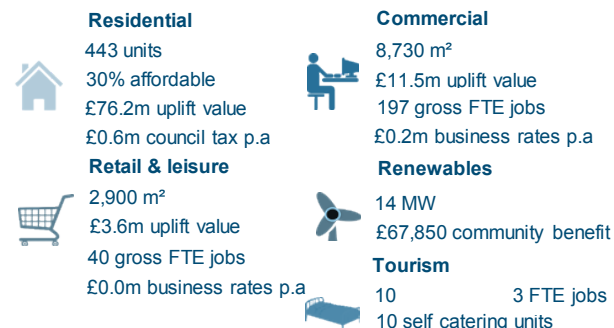 Residential
443 units
30% affordable
£76.2m uplift value
£0.6m council tax p.a
Retail & leisure
2,900 m²
£3.6m uplift value
40 gross FTE jobs
£0.0m business rates p.a
Commercial
8,730 m²
£11.5m uplift value
197 gross FTE jobs
£0.2m business rates p.a
Renewables
14 MW
£67,850 community benefit
Tourism
10 3 FTE jobs
10 self catering units